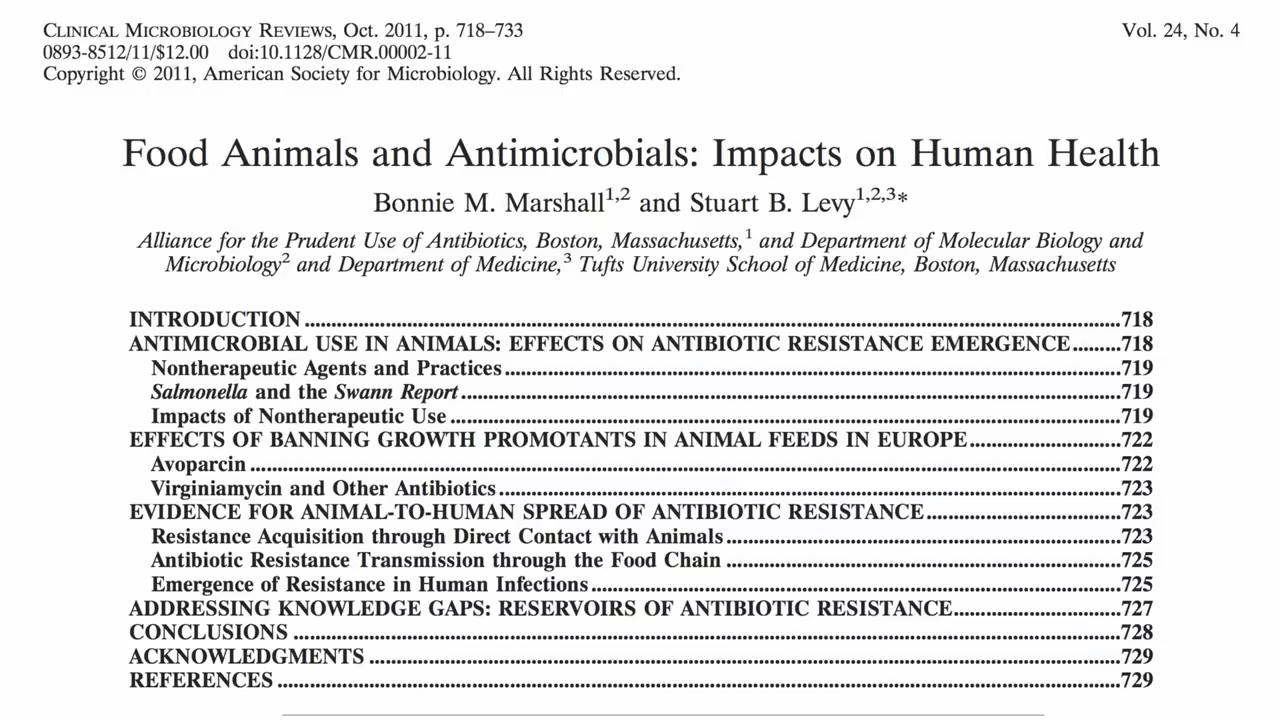 CLINICAL MICROBIOLOGY REVIEWS, Oct. 2011, p. 718–733 Vol. 24, No. 4
0893-8512/11/$12.00 doi:10.1128/CMR.00002-11
Copyright © 2011, American Society for Microbiology. All Rights Reserved.
Food Animals and Antimicrobials: Impacts on Human Health
Bonnie M. Marshall1,2 and Stuart B. Levy1,2,3*
Alliance for the Prudent Use of Antibiotics, Boston, Massachusetts,1 and Department of Molecular Biology and
Microbiology2 and Department of Medicine,3 Tufts University School of Medicine, Boston, Massachusetts
INTRODUCTION ........718
ANTIMICROBIAL USE IN ANIMALS: EFFECTS ON ANTIBIOTIC RESISTANCE EMERGENCE........718
Nontherapeutic Agents and Practices........719
Salmonella and the Swann Report........719
Impacts of Nontherapeutic Use........719
EFFECTS OF BANNING GROWTH PROMOTANTS IN ANIMAL FEEDS IN EUROPE........722
Avoparcin........722
Virginiamycin and Other Antibiotics........723
EVIDENCE FOR ANIMAL-TO-HUMAN SPREAD OF ANTIBIOTIC RESISTANCE........723
Resistance Acquisition through Direct Contact with Animals........723
Antibiotic Resistance Transmission through the Food Chain........725
Emergence of Resistance in Human Infections........725
ADDRESSING KNOWLEDGE GAPS: RESERVOIRS OF ANTIBIOTIC RESISTANCE........727
CONCLUSIONS........728
ACKNOWLEDGMENTS........729
REFERENCES........729